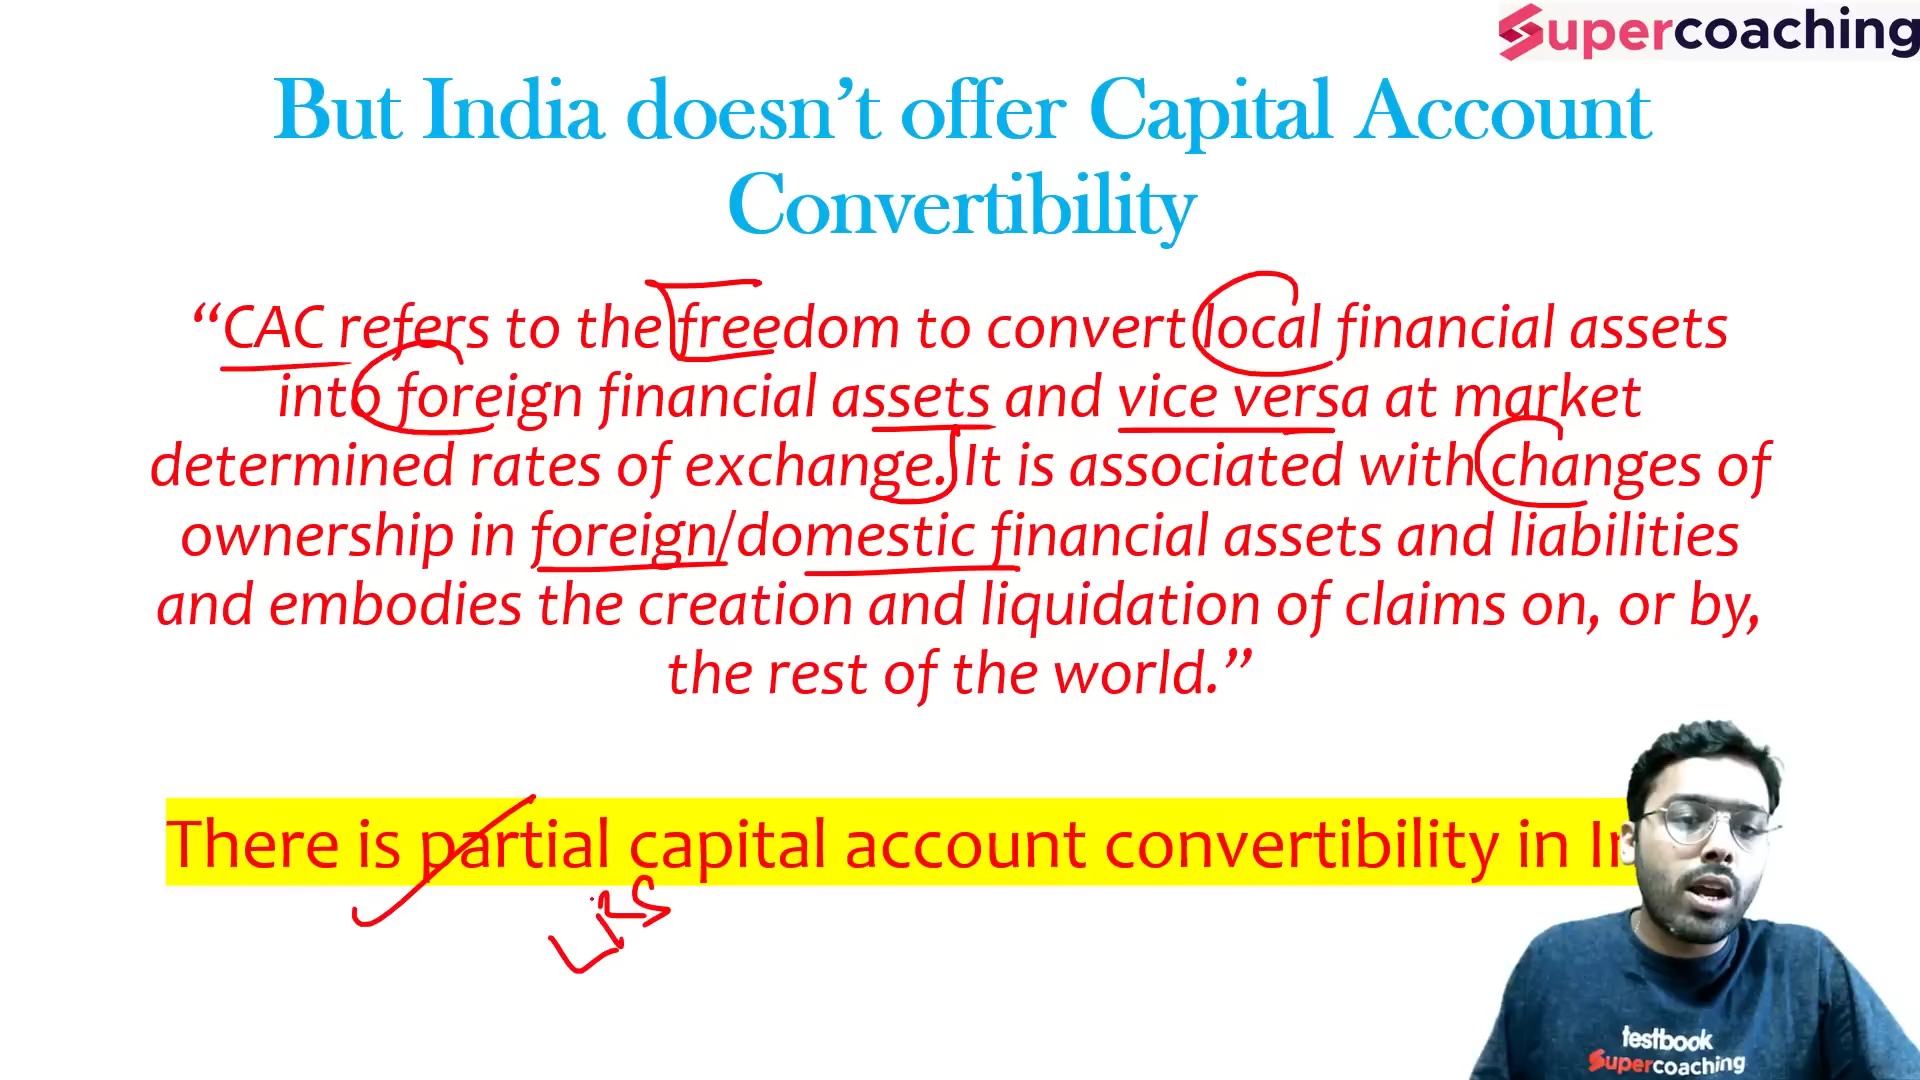 Supercoaching
But India doesn’t offer Capital Account
Convertibility
“CAC refers to the freedom to convert local financial assets
into foreign financial assets and vice versa at market
determined rates of exchange. It is associated with changes of
ownership in foreign/domestic financial assets and liabilities
and embodies the creation and liquidation of claims on, or by,
the rest of the world.”
There is partial capital account convertibility in
LRS
testbook
Supercoaching